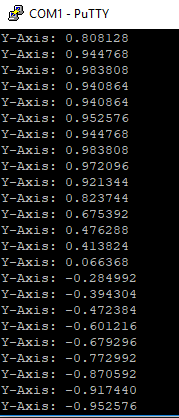 COM1 - PuTTY
Y-Axis: 0.808128
Y-Axis: 0.944768
Y-Axis: 0.983808
Y-Axis: 0.940864
Y-Axis: 0.940864
Y-Axis: 0.952576
Y-Axis: 0.944768
Y-Axis: 0.983808
Y-Axis: 0.972096
Y-Axis: 0.921344
Y-Axis: 0.823744
Y-Axis: 0.675392
Y-Axis: 0.476288
Y-Axis: 0.413824
Y-Axis: 0.066368
Y-Axis: -0.284992
Y-Axis: -0.394304
Y-Axis: -0.472384
Y-Axis: -0.601216
Y-Axis: -0.679296
Y-Axis: -0.772992
Y-Axis: -0.870592
Y-Axis: -0.917440
Y-Axis: -0.952576